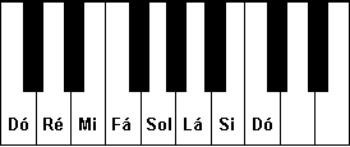 Dó Ré Mi Fá Sol Lá Si Dó